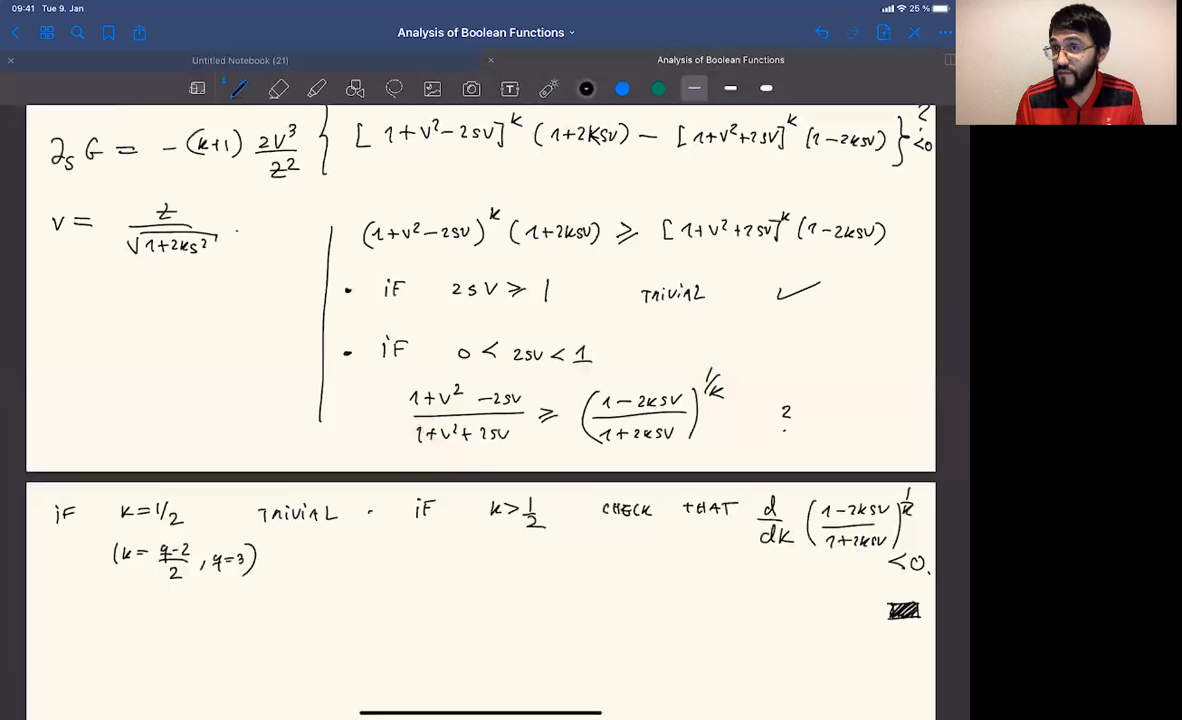 09:41 Tue 9. Jan
25 %
Analysis of Boolean Functions
Untitled Notebook (21)
Analysis of Boolean Functions
∂_s G = - (k+1) 2v³/z² { [1+v²-2sv]^k (1+2ksv) - [1+v²+2sv]^k (1-2ksv) } <0 ?
v = z/√(1+2ks²) .
(1+v²-2sv)^k (1+2ksv) ≥ [1+v²+2sv]^k (1-2ksv)
• if 2sv ≥ 1 TRIVIAL ✓
• if 0 < 2sv < 1
(1+v²-2sv)/(1+v²+2sv) ≥ ((1-2ksv)/(1+2ksv))^(1/k) ?
if k=1/2 TRIVIAL . if k>1/2 CHECK THAT d/dk ((1-2ksv)/(1+2ksv))^(1/k) <0.
(k= (q-2)/2, q=3)